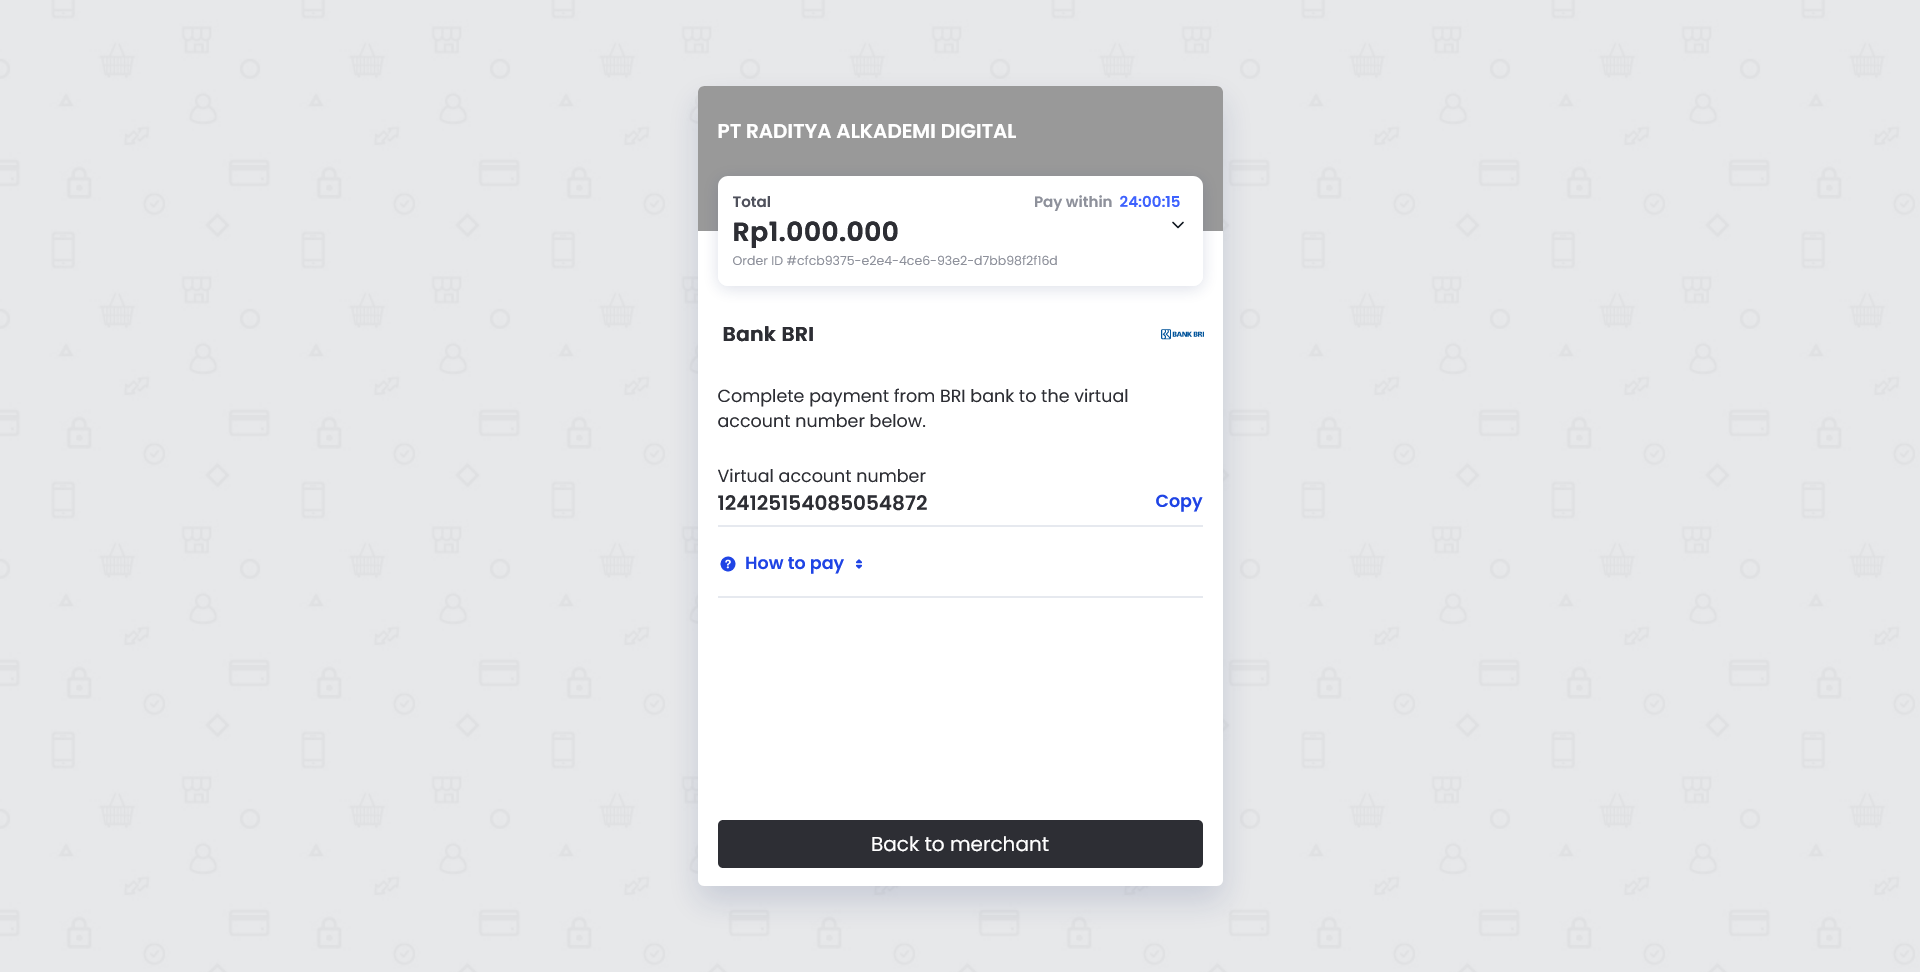 PT RADITYA ALKADEMI DIGITAL
Total
Pay within 24:00:15
Rp1.000.000
Order ID #cfcb9375-e2e4-4ce6-93e2-d7bb98f2f16d
Bank BRI
BANK BRI
Complete payment from BRI bank to the virtual
account number below.
Virtual account number
124125154085054872
Copy
How to pay
Back to merchant